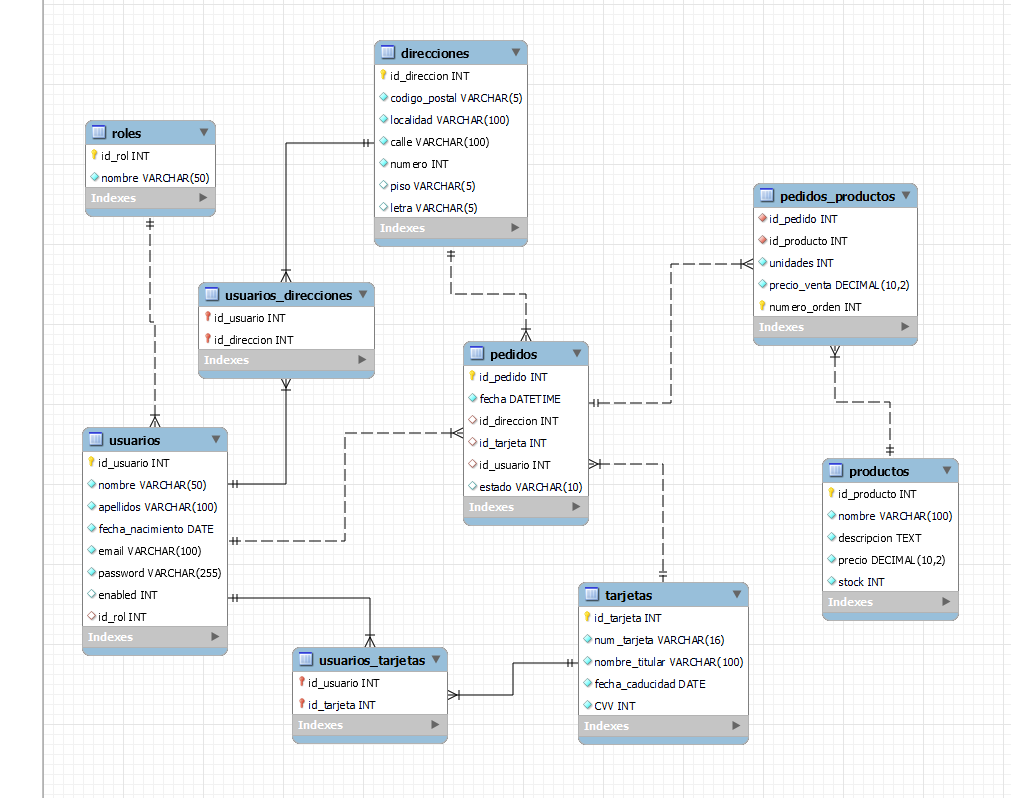 direcciones
id_direccion INT
codigo_postal VARCHAR(5)
localidad VARCHAR(100)
calle VARCHAR(100)
numero INT
piso VARCHAR(5)
letra VARCHAR(5)
Indexes
roles
id_rol INT
nombre VARCHAR(50)
Indexes
pedidos_productos
id_pedido INT
id_producto INT
unidades INT
precio_venta DECIMAL(10,2)
numero_orden INT
Indexes
usuarios_direcciones
id_usuario INT
id_direccion INT
Indexes
pedidos
id_pedido INT
fecha DATETIME
id_direccion INT
id_tarjeta INT
id_usuario INT
estado VARCHAR(10)
Indexes
usuarios
id_usuario INT
nombre VARCHAR(50)
apellidos VARCHAR(100)
fecha_nacimiento DATE
email VARCHAR(100)
password VARCHAR(255)
enabled INT
id_rol INT
Indexes
productos
id_producto INT
nombre VARCHAR(100)
descripcion TEXT
precio DECIMAL(10,2)
stock INT
Indexes
tarjetas
id_tarjeta INT
num_tarjeta VARCHAR(16)
nombre_titular VARCHAR(100)
fecha_caducidad DATE
CVV INT
Indexes
usuarios_tarjetas
id_usuario INT
id_tarjeta INT
Indexes